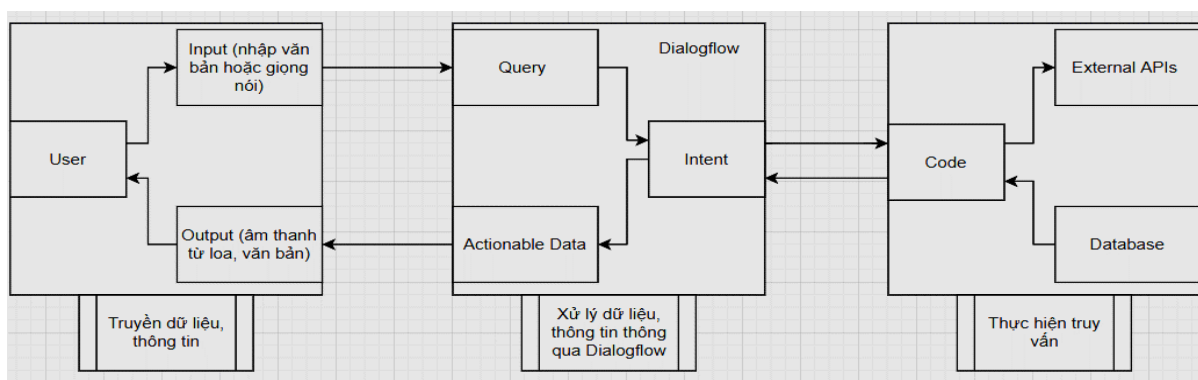 Input (nhập văn
bản hoặc giọng
nói)
User
Output (âm thanh
từ loa, văn bản)
Truyền dữ liệu,
thông tin
Dialogflow
Query
Intent
Actionable Data
Xử lý dữ liệu,
thông tin thông
qua Dialogflow
External APIs
Code
Database
Thực hiện truy
vấn